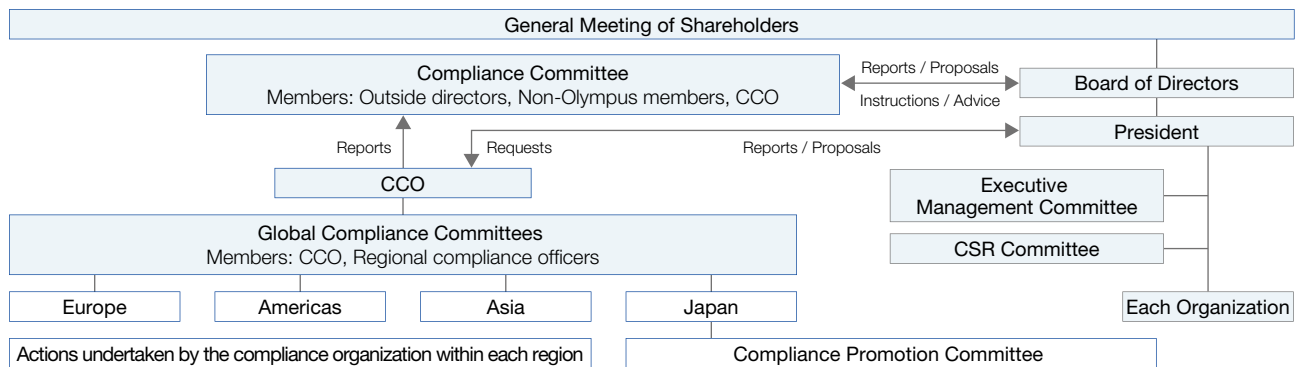 General Meeting of Shareholders
Compliance Committee
Members: Outside directors, Non-Olympus members, CCO
Reports / Proposals
Instructions / Advice
Board of Directors
President
Reports
Requests
Reports / Proposals
CCO
Executive
Management Committee
Global Compliance Committees
Members: CCO, Regional compliance officers
CSR Committee
Europe
Americas
Asia
Japan
Each Organization
Actions undertaken by the compliance organization within each region
Compliance Promotion Committee